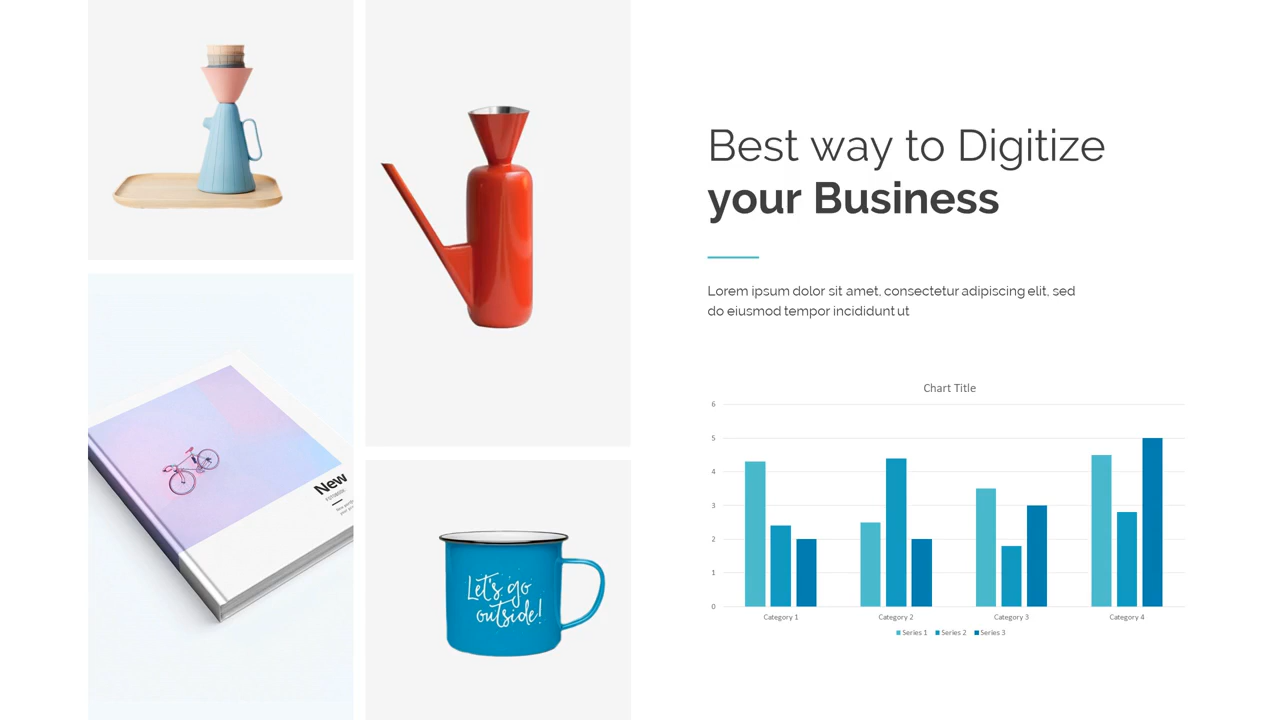 New
Let's go
outside!
Best way to Digitize
your Business
Lorem ipsum dolor sit amet, consectetur adipiscing elit, sed
do eiusmod tempor incididunt ut
Chart Title
6
5
4
3
2
1
0
Category 1
Category 2
Category 3
Category 4
Series 1
Series 2
Series 3